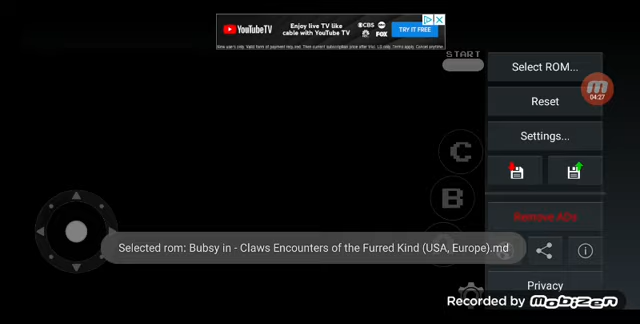 YouTubeTV
Enjoy live TV like
cable with YouTube TV
CBS
abc
NBC
FOX
TRY IT FREE
START
Select ROM...
04:27
Reset
Settings...
C
B
Remove ADs
Selected rom: Bubsy in - Claws Encounters of the Furred Kind (USA, Europe).md
Privacy
Recorded by Mobizen